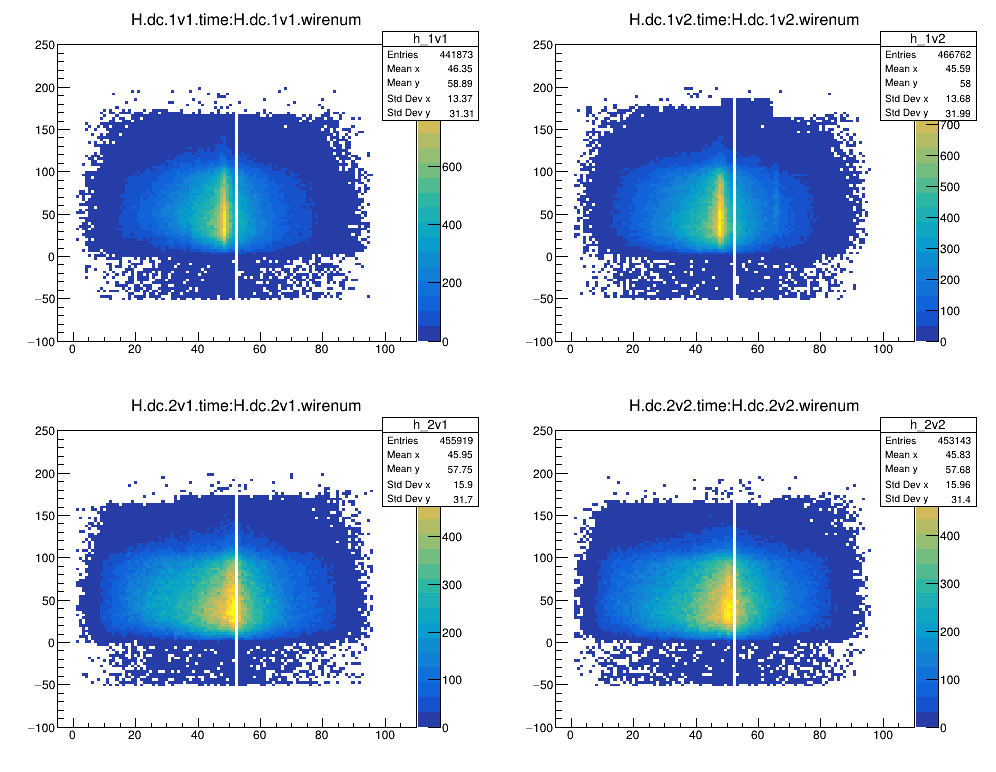 H.dc.1v1.time:H.dc.1v1.wirenum
h_1v1
Entries 441873
Mean x 46.35
Mean y 58.89
Std Dev x 13.37
Std Dev y 31.31
250
200
150
100
50
0
−50
−100
0 20 40 60 80 100
600
400
200
0
H.dc.1v2.time:H.dc.1v2.wirenum
h_1v2
Entries 466762
Mean x 45.59
Mean y 58
Std Dev x 13.68
Std Dev y 31.99
250
200
150
100
50
0
−50
−100
0 20 40 60 80 100
700
600
500
400
300
200
100
0
H.dc.2v1.time:H.dc.2v1.wirenum
h_2v1
Entries 455919
Mean x 45.95
Mean y 57.75
Std Dev x 15.9
Std Dev y 31.7
250
200
150
100
50
0
−50
−100
0 20 40 60 80 100
400
300
200
100
0
H.dc.2v2.time:H.dc.2v2.wirenum
h_2v2
Entries 453143
Mean x 45.83
Mean y 57.68
Std Dev x 15.96
Std Dev y 31.4
250
200
150
100
50
0
−50
−100
0 20 40 60 80 100
400
300
200
100
0